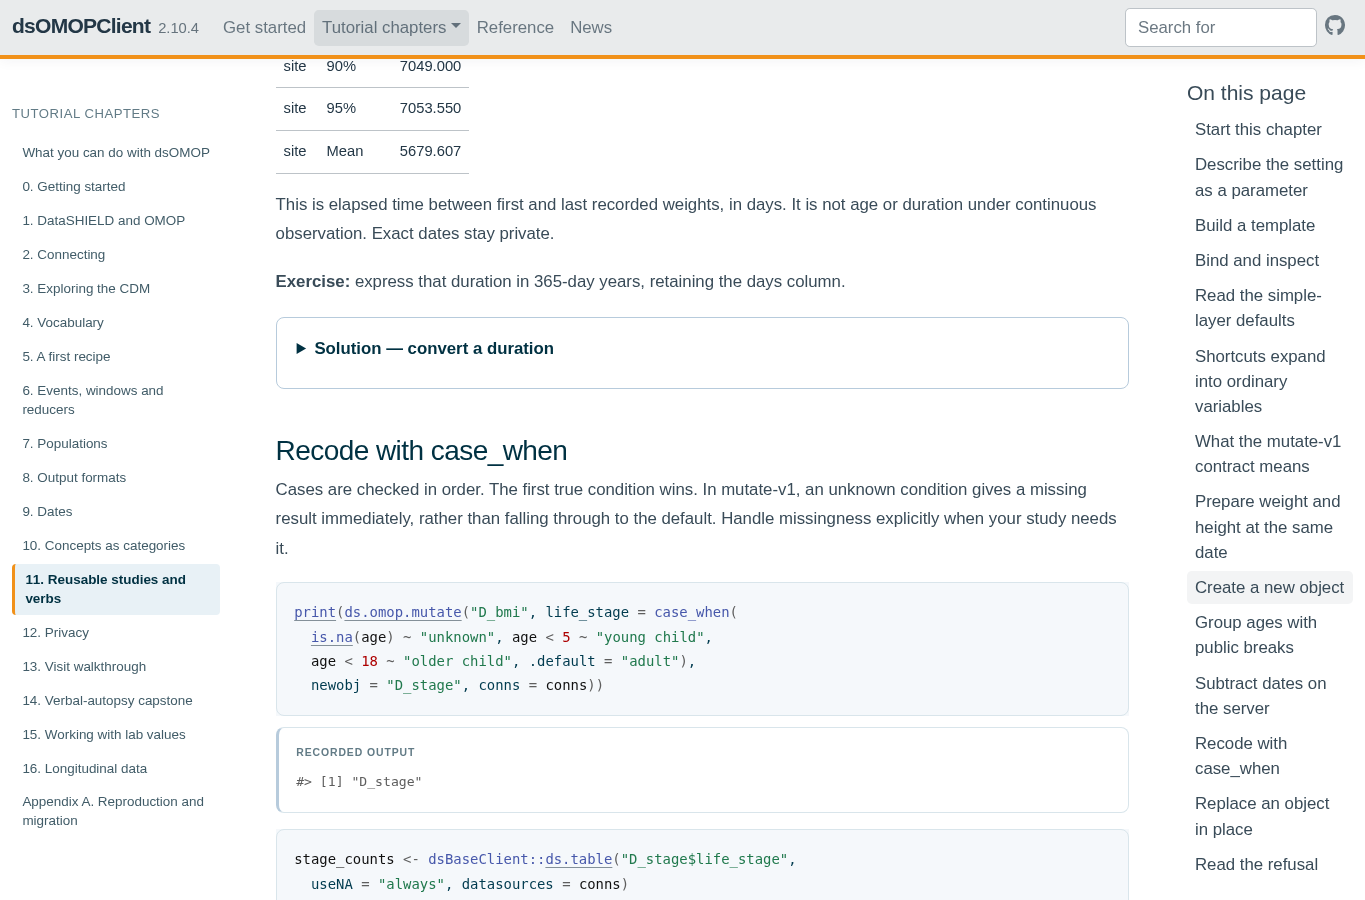 dsOMOPClient 2.10.4 Get started Tutorial chapters Reference News Search for
TUTORIAL CHAPTERS
What you can do with dsOMOP
0. Getting started
1. DataSHIELD and OMOP
2. Connecting
3. Exploring the CDM
4. Vocabulary
5. A first recipe
6. Events, windows and
reducers
7. Populations
8. Output formats
9. Dates
10. Concepts as categories
11. Reusable studies and
verbs
12. Privacy
13. Visit walkthrough
14. Verbal-autopsy capstone
15. Working with lab values
16. Longitudinal data
Appendix A. Reproduction and
migration
site 90% 7049.000
site 95% 7053.550
site Mean 5679.607
This is elapsed time between first and last recorded weights, in days. It is not age or duration under continuous
observation. Exact dates stay private.
Exercise: express that duration in 365-day years, retaining the days column.
Solution — convert a duration
Recode with case_when
Cases are checked in order. The first true condition wins. In mutate-v1, an unknown condition gives a missing
result immediately, rather than falling through to the default. Handle missingness explicitly when your study needs
it.
print(ds.omop.mutate("D_bmi", life_stage = case_when(
is.na(age) ~ "unknown", age < 5 ~ "young child",
age < 18 ~ "older child", .default = "adult"),
newobj = "D_stage", conns = conns))
RECORDED OUTPUT
#> [1] "D_stage"
stage_counts <- dsBaseClient::ds.table("D_stage$life_stage",
useNA = "always", datasources = conns)
On this page
Start this chapter
Describe the setting
as a parameter
Build a template
Bind and inspect
Read the simple-
layer defaults
Shortcuts expand
into ordinary
variables
What the mutate-v1
contract means
Prepare weight and
height at the same
date
Create a new object
Group ages with
public breaks
Subtract dates on
the server
Recode with
case_when
Replace an object
in place
Read the refusal